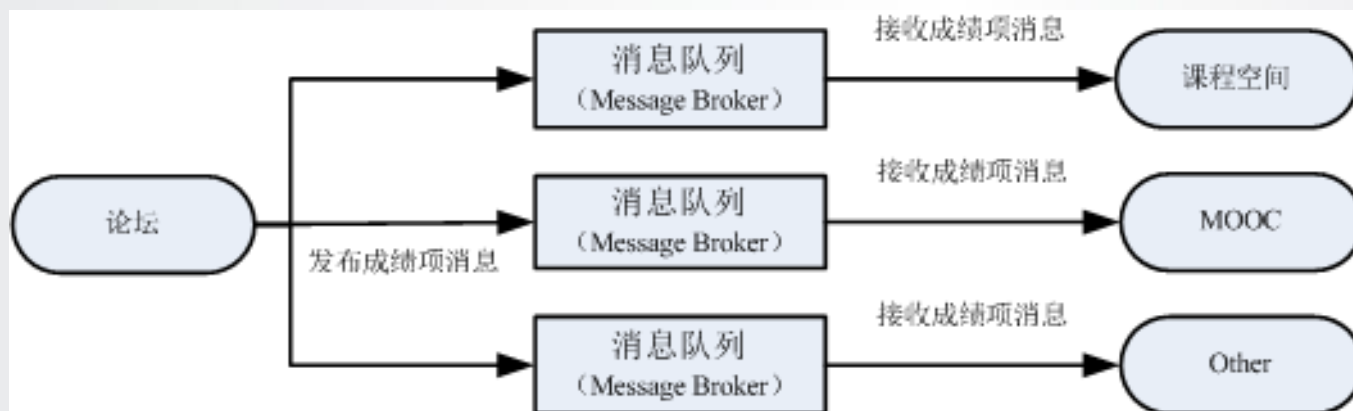 接收成绩项消息
消息队列
（Message Broker）
课程空间
接收成绩项消息
论坛
消息队列
（Message Broker）
MOOC
发布成绩项消息
接收成绩项消息
消息队列
（Message Broker）
Other